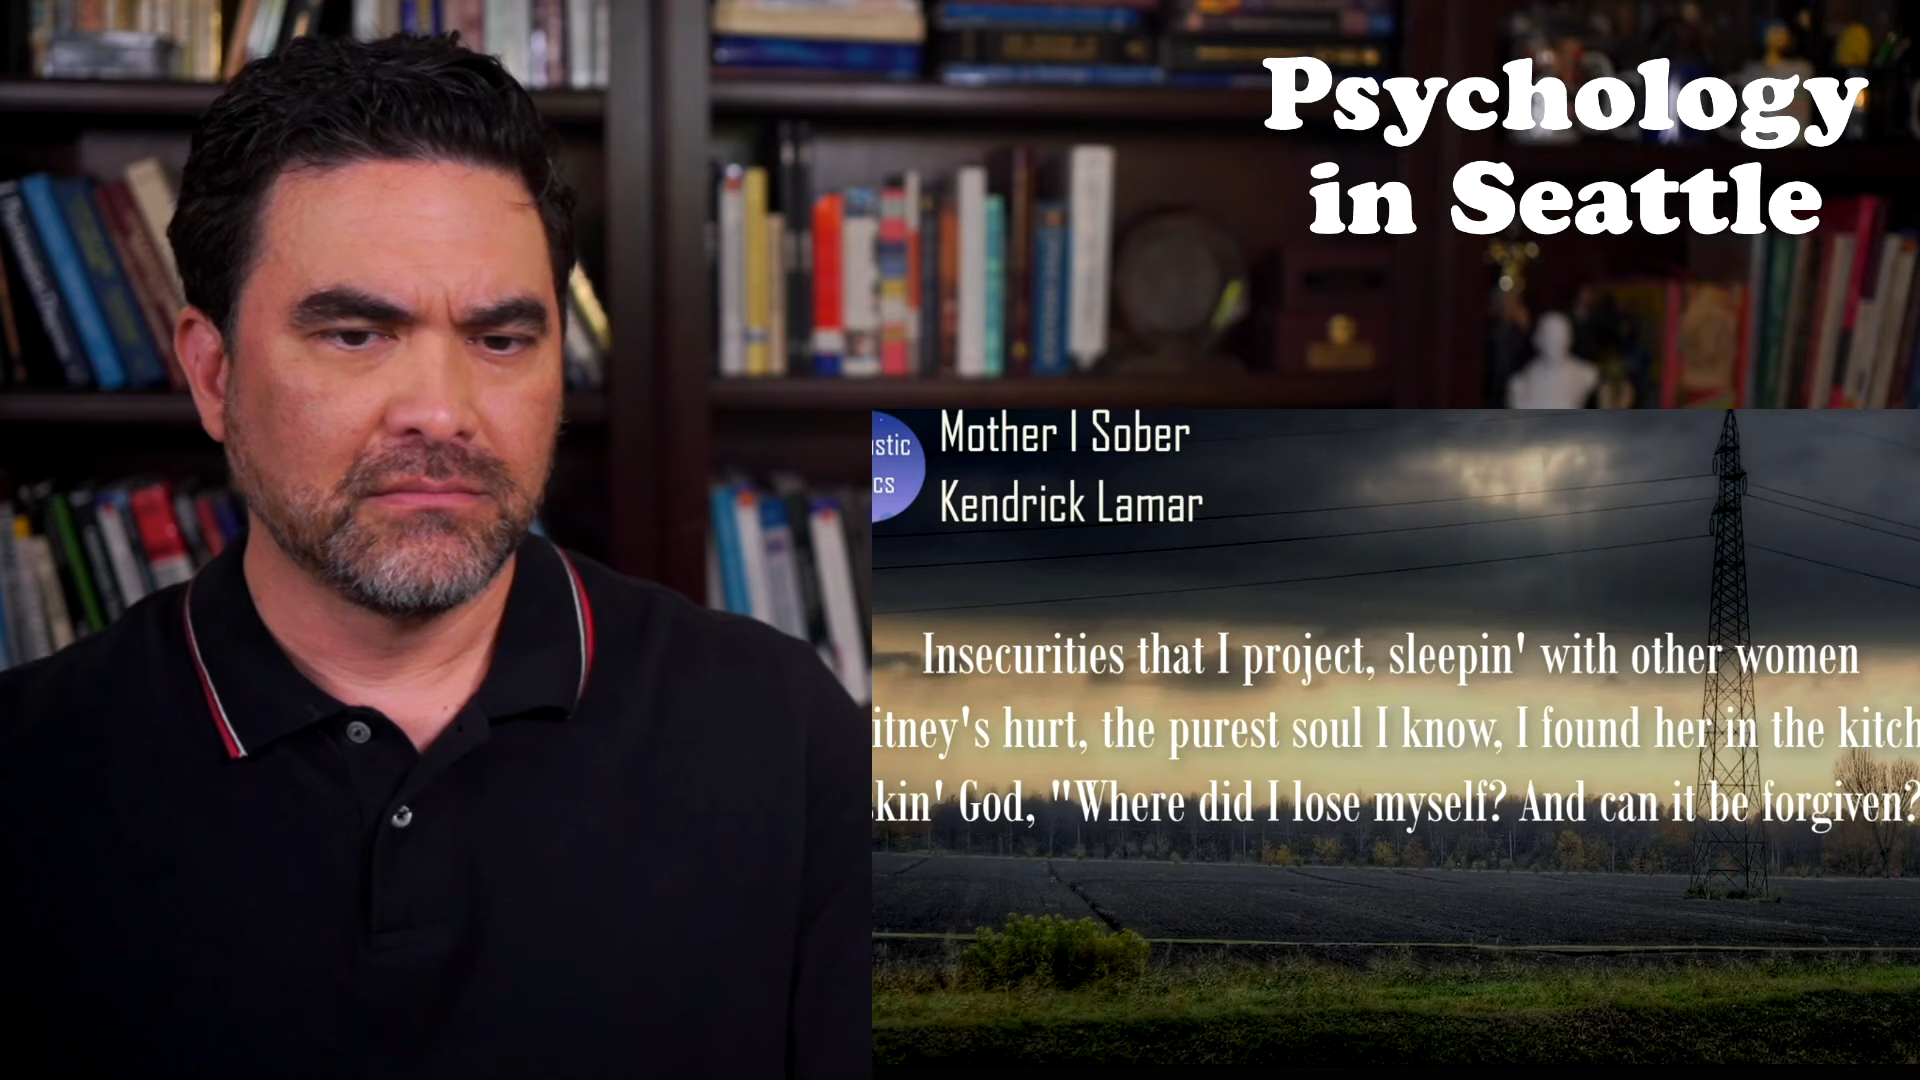 Psychology
in Seattle
stic
cs
Mother I Sober
Kendrick Lamar
Insecurities that I project, sleepin' with other women
itney's hurt, the purest soul I know, I found her in the kitch
kin' God, "Where did I lose myself? And can it be forgiven?